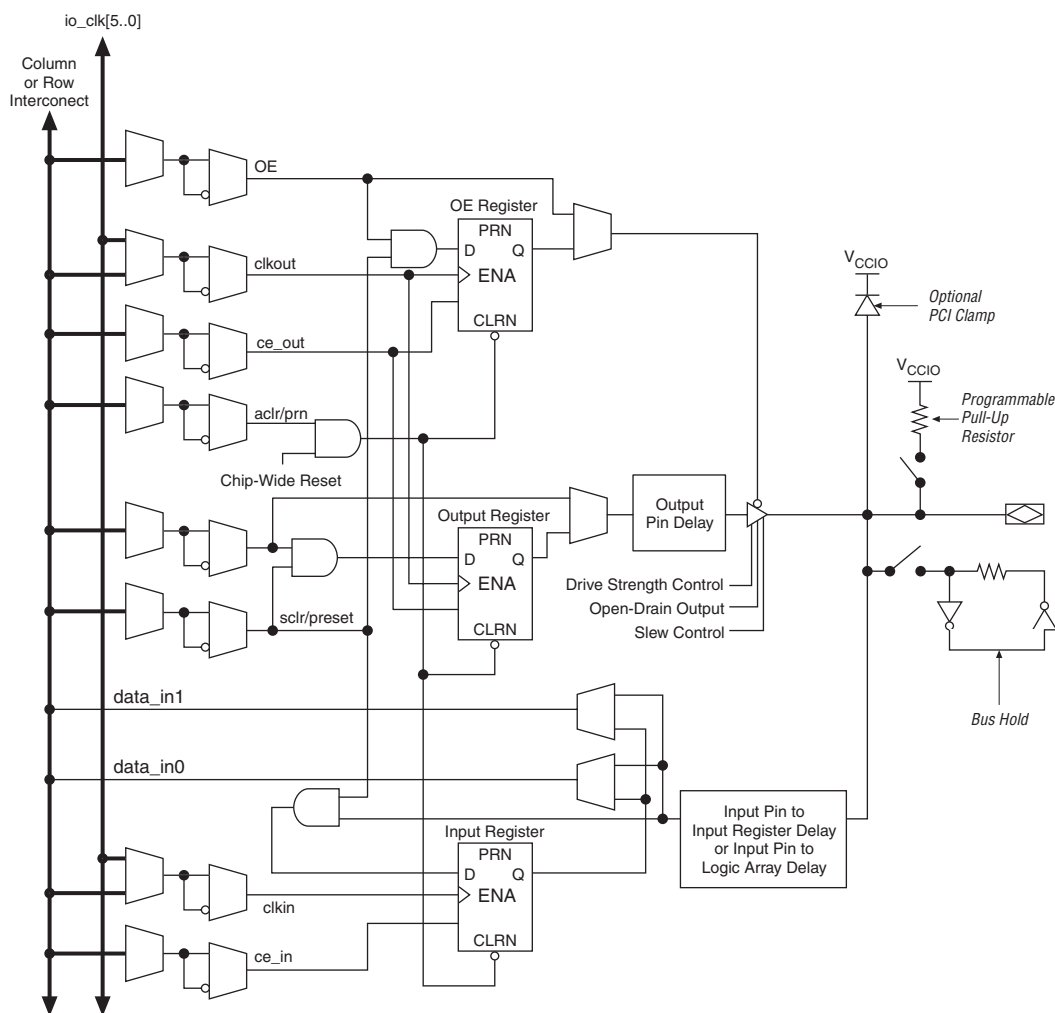 io_clk[5..0]
Column
or Row
Interconect
OE
OE Register
PRN
D
Q
clkout
ENA
VCCIO
Optional
PCI Clamp
CLRN
ce_out
VCCIO
Programmable
Pull-Up
Resistor
aclr/prn
Chip-Wide Reset
Output Register
PRN
D
Q
ENA
Output
Pin Delay
CLRN
Drive Strength Control
Open-Drain Output
Slew Control
sclr/preset
data_in1
Bus Hold
data_in0
Input Pin to
Input Register Delay
or Input Pin to
Logic Array Delay
Input Register
PRN
D
Q
ENA
clkin
CLRN
ce_in